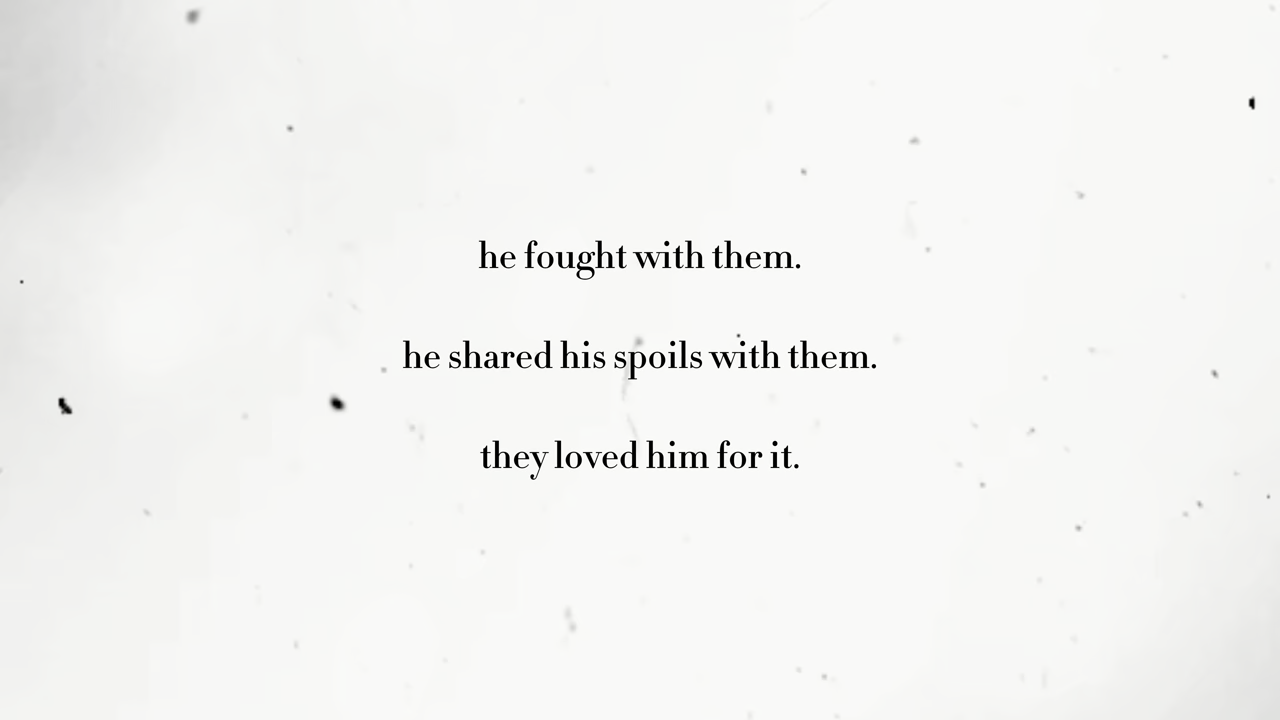 he fought with them.
he shared his spoils with them.
they loved him for it.